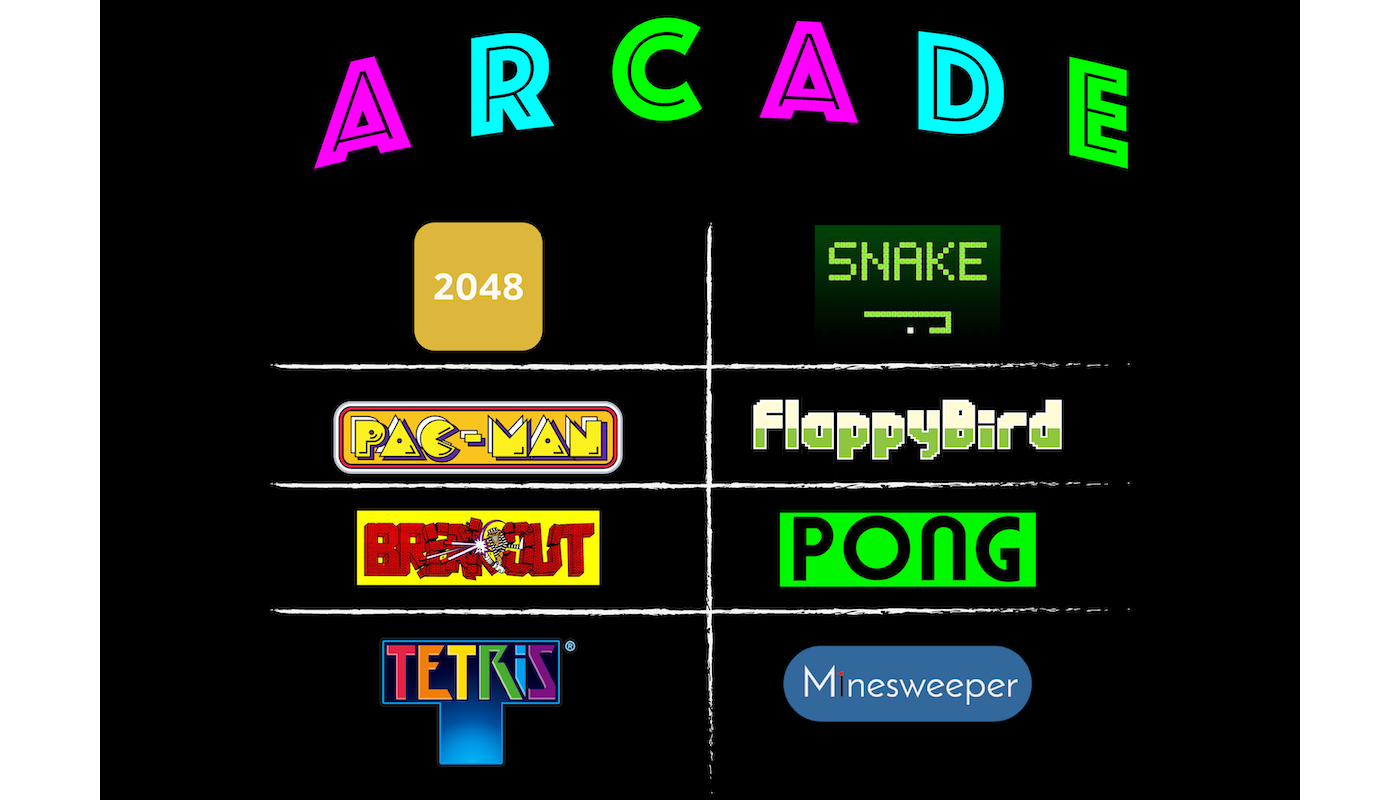 ARCADE
2048
SNAKE
PAC-MAN
FlappyBird
BREAKOUT
PONG
TETRIS®
Minesweeper